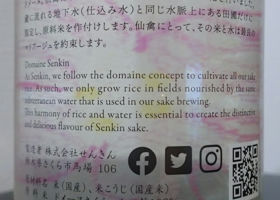 濾に流れる地下水(仕込み水)と同じ水脈上にある田圃だけに
限定し、原料米を作付けします。仙禽にとって、その米と水は最良の
マリアージュを約束します。
Domaine Senkin
At Senkin, we follow the domaine concept to cultivate all our sake
rice. As such, we only grow rice in fields nourished by the same
subterranean water that is used in our sake brewing.
This harmony of rice and water is essential to create the distinctive
and delicious flavour of Senkin sake.
製造者 株式会社せんきん
栃木県さくら市馬場 106
原材料名 米(国産)、米こうじ(国産米)